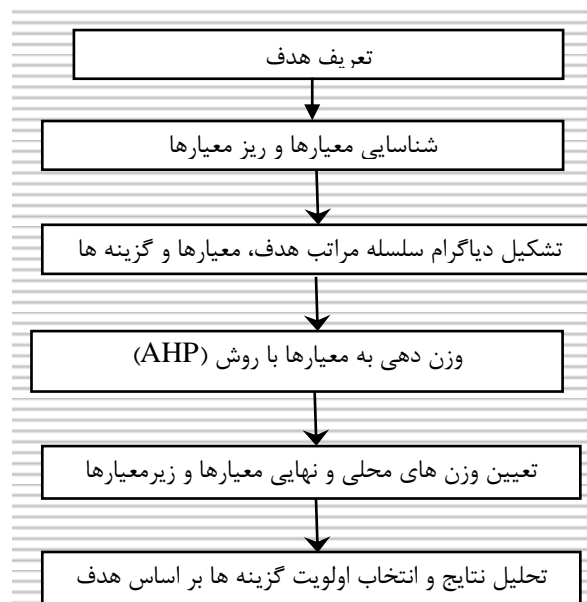 تعریف هدف
شناسایی معیارها و ریز معیارها
تشکیل دیاگرام سلسله مراتب هدف، معیارها و گزینه ها
وزن دهی به معیارها با روش (AHP)
تعیین وزن های محلی و نهایی معیارها و زیرمعیارها
تحلیل نتایج و انتخاب اولویت گزینه ها بر اساس هدف